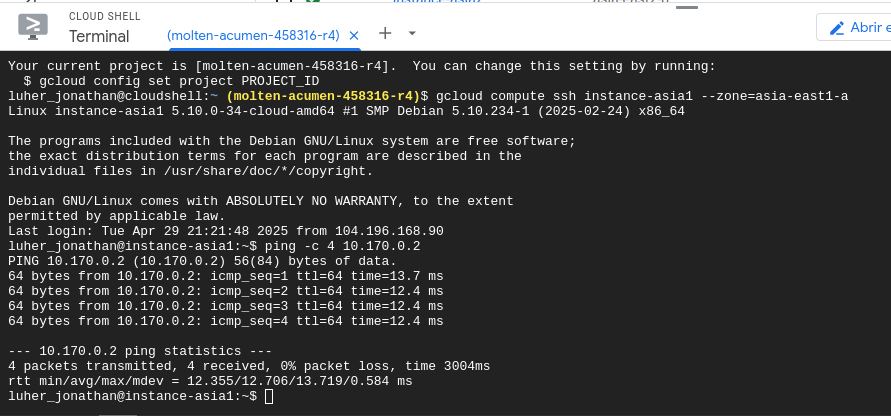 CLOUD SHELL
Terminal
(molten-acumen-458316-r4) × + Abrir e
Your current project is [molten-acumen-458316-r4].  You can change this setting by running:
  $ gcloud config set project PROJECT_ID
luher_jonathan@cloudshell:~ (molten-acumen-458316-r4)$ gcloud compute ssh instance-asia1 --zone=asia-east1-a
Linux instance-asia1 5.10.0-34-cloud-amd64 #1 SMP Debian 5.10.234-1 (2025-02-24) x86_64

The programs included with the Debian GNU/Linux system are free software;
the exact distribution terms for each program are described in the
individual files in /usr/share/doc/*/copyright.

Debian GNU/Linux comes with ABSOLUTELY NO WARRANTY, to the extent
permitted by applicable law.
Last login: Tue Apr 29 21:21:48 2025 from 104.196.168.90
luher_jonathan@instance-asia1:~$ ping -c 4 10.170.0.2
PING 10.170.0.2 (10.170.0.2) 56(84) bytes of data.
64 bytes from 10.170.0.2: icmp_seq=1 ttl=64 time=13.7 ms
64 bytes from 10.170.0.2: icmp_seq=2 ttl=64 time=12.4 ms
64 bytes from 10.170.0.2: icmp_seq=3 ttl=64 time=12.4 ms
64 bytes from 10.170.0.2: icmp_seq=4 ttl=64 time=12.4 ms

--- 10.170.0.2 ping statistics ---
4 packets transmitted, 4 received, 0% packet loss, time 3004ms
rtt min/avg/max/mdev = 12.355/12.706/13.719/0.584 ms
luher_jonathan@instance-asia1:~$